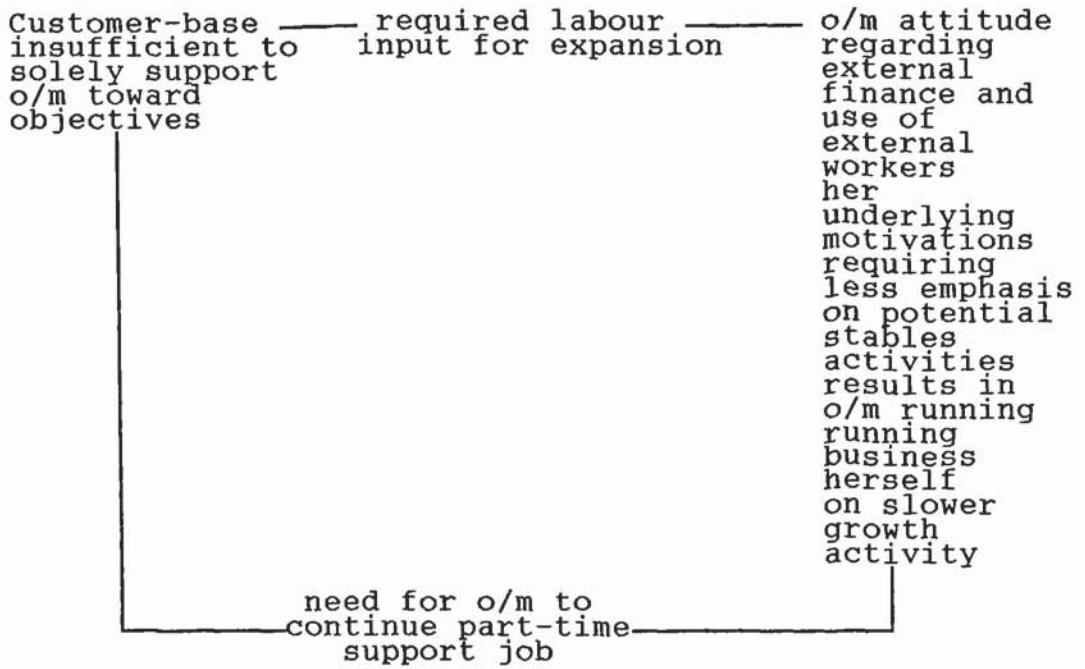 Customer-base
insufficient to
solely support
o/m toward
objectives
required labour
input for expansion
o/m attitude
regarding
external
finance and
use of
external
workers
her
underlying
motivations
requiring
less emphasis
on potential
stables
activities
results in
o/m running
running
business
herself
on slower
growth
activity
need for o/m to
continue part-time
support job